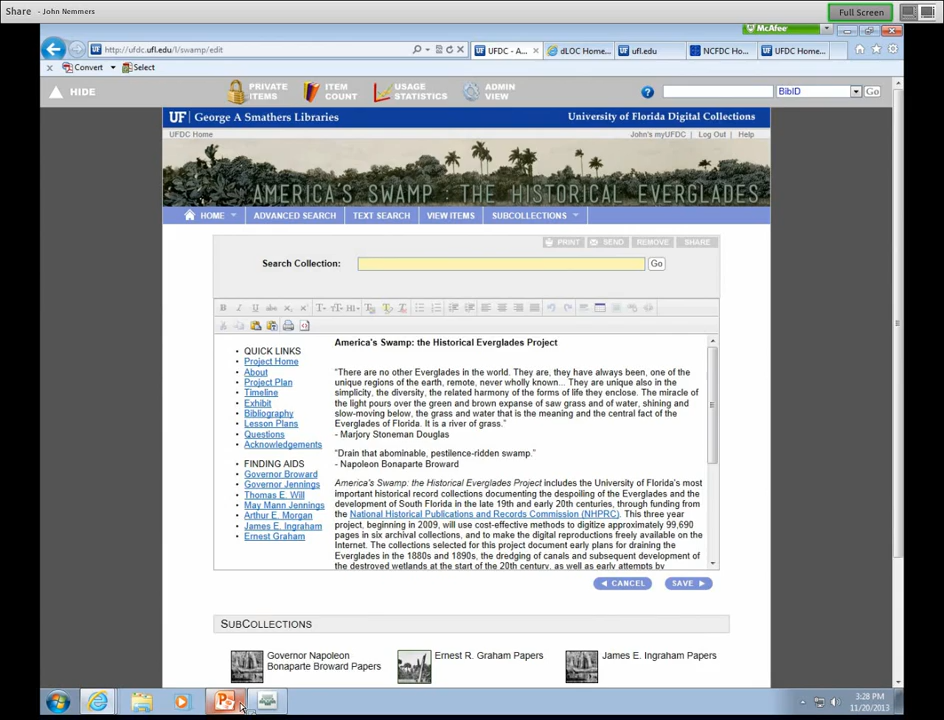 Share - John Nemmers
Full Screen
McAfee
http://ufdc.ufl.edu/l/swamp/edit
UFDC - A...
dLOC Home...
ufl.edu
NCFDC Ho...
UFDC Home...
Convert
Select
HIDE
PRIVATE ITEMS
ITEM COUNT
USAGE STATISTICS
ADMIN VIEW
BibID
Go
UF George A Smathers Libraries
University of Florida Digital Collections
UFDC Home
John's myUFDC | Log Out | Help
AMERICA'S SWAMP : THE HISTORICAL EVERGLADES
HOME
ADVANCED SEARCH
TEXT SEARCH
VIEW ITEMS
SUBCOLLECTIONS
PRINT
SEND
REMOVE
SHARE
Search Collection:
Go
QUICK LINKS
Project Home
About
Project Plan
Timeline
Exhibit
Bibliography
Lesson Plans
Questions
Acknowledgements
FINDING AIDS
Governor Broward
Governor Jennings
Thomas E. Will
May Mann Jennings
Arthur E. Morgan
James E. Ingraham
Ernest Graham
America's Swamp: the Historical Everglades Project
"There are no other Everglades in the world. They are, they have always been, one of the
unique regions of the earth, remote, never wholly known... They are unique also in the
simplicity, the diversity, the related harmony of the forms of life they enclose. The miracle of
the light pours over the green and brown expanse of saw grass and of water, shining and
slow-moving below, the grass and water that is the meaning and the central fact of the
Everglades of Florida. It is a river of grass."
- Marjory Stoneman Douglas
"Drain that abominable, pestilence-ridden swamp."
- Napoleon Bonaparte Broward
America's Swamp: the Historical Everglades Project includes the University of Florida's most
important historical record collections documenting the despoiling of the Everglades and the
development of South Florida in the late 19th and early 20th centuries, through funding from
the National Historical Publications and Records Commission (NHPRC). This three year
project, beginning in 2009, will use cost-effective methods to digitize approximately 99,690
pages in six archival collections, and to make the digital reproductions freely available on the
Internet. The collections selected for this project document early plans for draining the
Everglades in the 1880s and 1890s, the dredging of canals and subsequent development of
the destroyed wetlands at the start of the 20th century, as well as early attempts by
CANCEL
SAVE
SUBCOLLECTIONS
Governor Napoleon
Bonaparte Broward Papers
Ernest R. Graham Papers
James E. Ingraham Papers
3:28 PM
11/20/2013